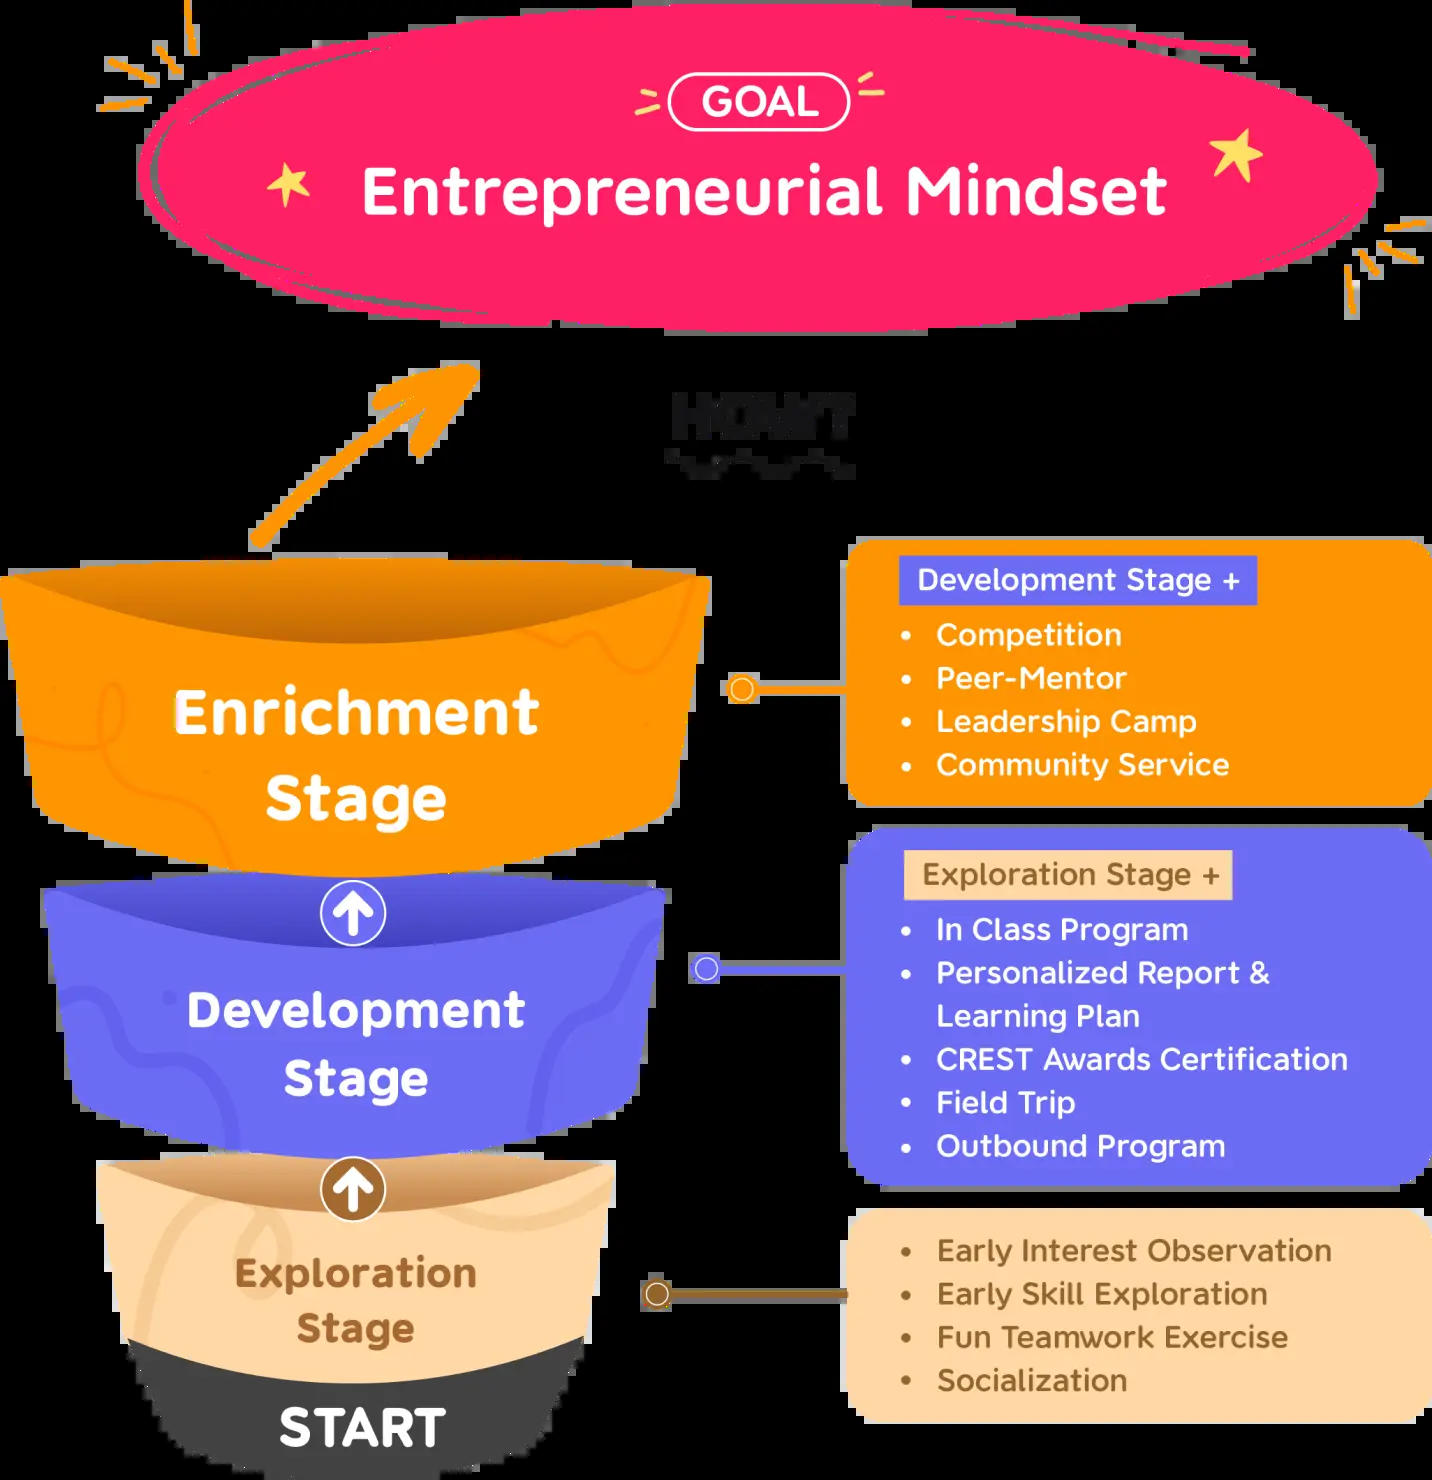 GOAL
Entrepreneurial Mindset
HOW?
Enrichment
Stage
Development Stage +
• Competition
• Peer-Mentor
• Leadership Camp
• Community Service
Development
Stage
Exploration Stage +
• In Class Program
• Personalized Report &
Learning Plan
• CREST Awards Certification
• Field Trip
• Outbound Program
Exploration
Stage
• Early Interest Observation
• Early Skill Exploration
• Fun Teamwork Exercise
• Socialization
START